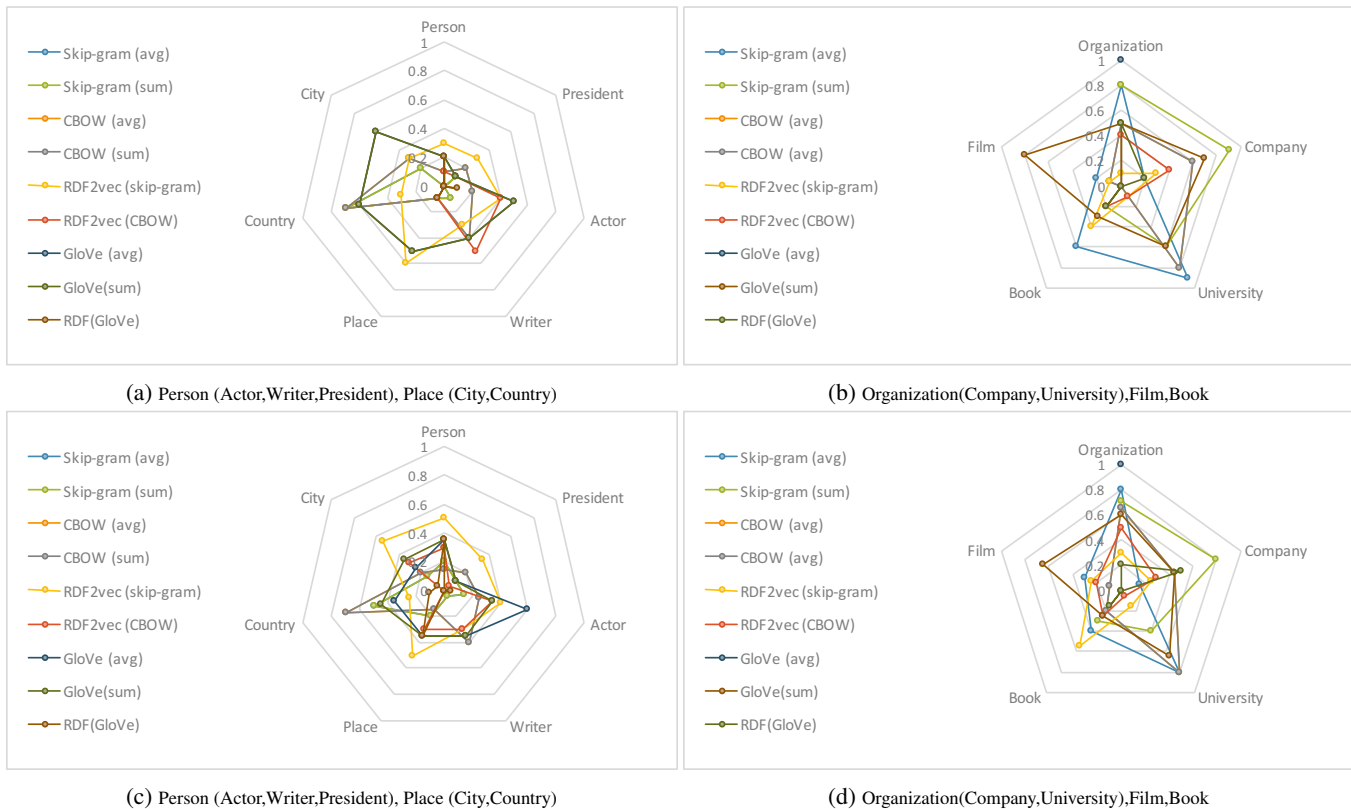 Skip-gram (avg)
Skip-gram (sum)
CBOW (avg)
CBOW (sum)
RDF2vec (skip-gram)
RDF2vec (CBOW)
GloVe (avg)
GloVe(sum)
RDF(GloVe)
Person
President
Actor
Writer
Place
Country
City
1
0.8
0.6
0.4
0.2
0
(a) Person (Actor,Writer,President), Place (City,Country)
Skip-gram (avg)
Skip-gram (sum)
CBOW (avg)
CBOW (avg)
RDF2vec (skip-gram)
RDF2vec (CBOW)
GloVe (avg)
GloVe(sum)
RDF(GloVe)
Organization
Company
University
Book
Film
1
0.8
0.6
0.4
0.2
0
(b) Organization(Company,University),Film,Book
Skip-gram (avg)
Skip-gram (sum)
CBOW (avg)
CBOW (sum)
RDF2vec (skip-gram)
RDF2vec (CBOW)
GloVe (avg)
GloVe(sum)
RDF(GloVe)
Person
President
Actor
Writer
Place
Country
City
1
0.8
0.6
0.4
0.2
0
(c) Person (Actor,Writer,President), Place (City,Country)
Skip-gram (avg)
Skip-gram (sum)
CBOW (avg)
CBOW (avg)
RDF2vec (skip-gram)
RDF2vec (CBOW)
GloVe (avg)
GloVe(sum)
RDF(GloVe)
Organization
Company
University
Book
Film
1
0.8
0.6
0.4
0.2
0
(d) Organization(Company,University),Film,Book